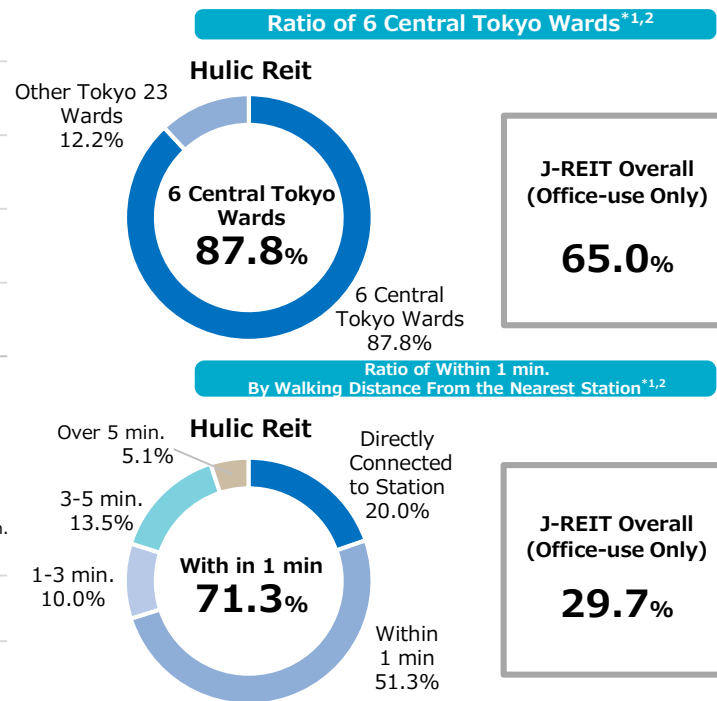 Ratio of 6 Central Tokyo Wards*1,2
Hulic Reit
Other Tokyo 23
Wards
12.2%
6 Central Tokyo
Wards
87.8%
6 Central
Tokyo Wards
87.8%
J-REIT Overall
(Office-use Only)
65.0%
Ratio of Within 1 min.
By Walking Distance From the Nearest Station*1,2
Hulic Reit
Over 5 min.
5.1%
Directly
Connected
to Station
20.0%
3-5 min.
13.5%
n.
1-3 min.
10.0%
With in 1 min
71.3%
Within
1 min
51.3%
J-REIT Overall
(Office-use Only)
29.7%